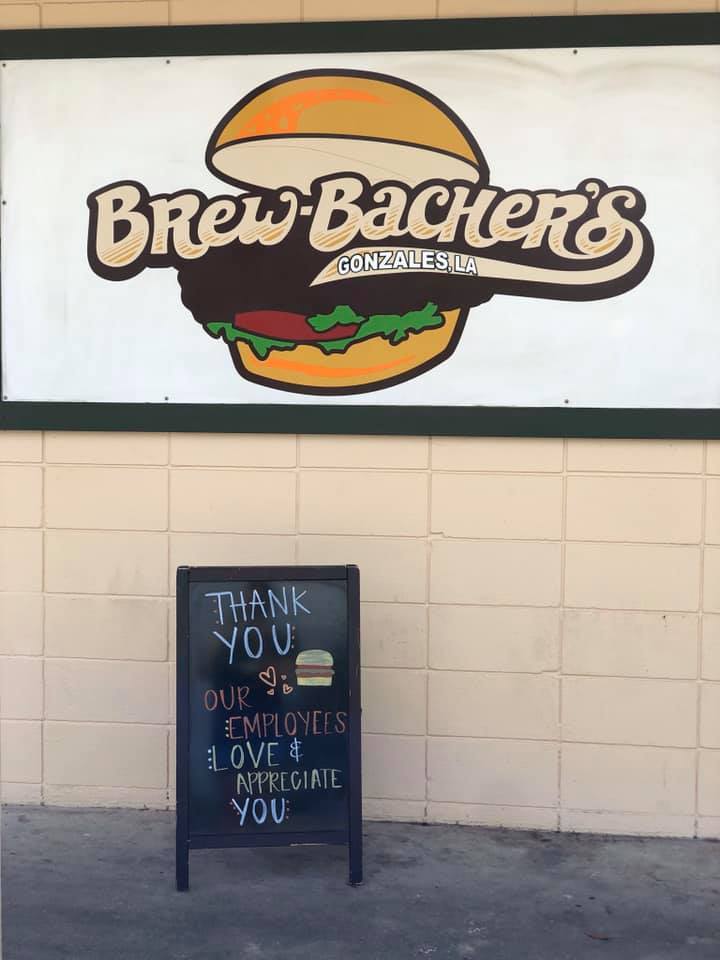 Brew-Bacher's
GONZALES, LA
THANK
YOU
OUR
EMPLOYEES
LOVE &
APPRECIATE
YOU